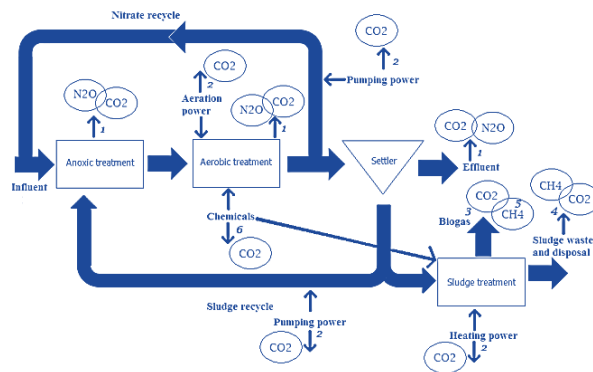 Nitrate recycle
CO2
2
Pumping power
CO2
2
Aeration
power
N2O
CO2
1
N2O
CO2
1
CO2
N2O
1
Anoxic treatment
Aerobic treatment
Settler
Influent
Effluent
CO2
5
3
CH4
Biogas
CH4
CO2
4
Sludge waste
and disposal
Chemicals
6
CO2
Sludge treatment
Sludge recycle
Pumping power
2
CO2
Heating power
2
CO2